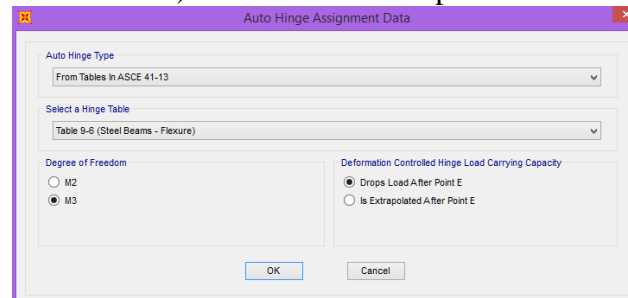 Auto Hinge Assignment Data
Auto Hinge Type
From Tables In ASCE 41-13
Select a Hinge Table
Table 9-6 (Steel Beams - Flexure)
Degree of Freedom
M2
M3
Deformation Controlled Hinge Load Carrying Capacity
Drops Load After Point E
Is Extrapolated After Point E
OK Cancel